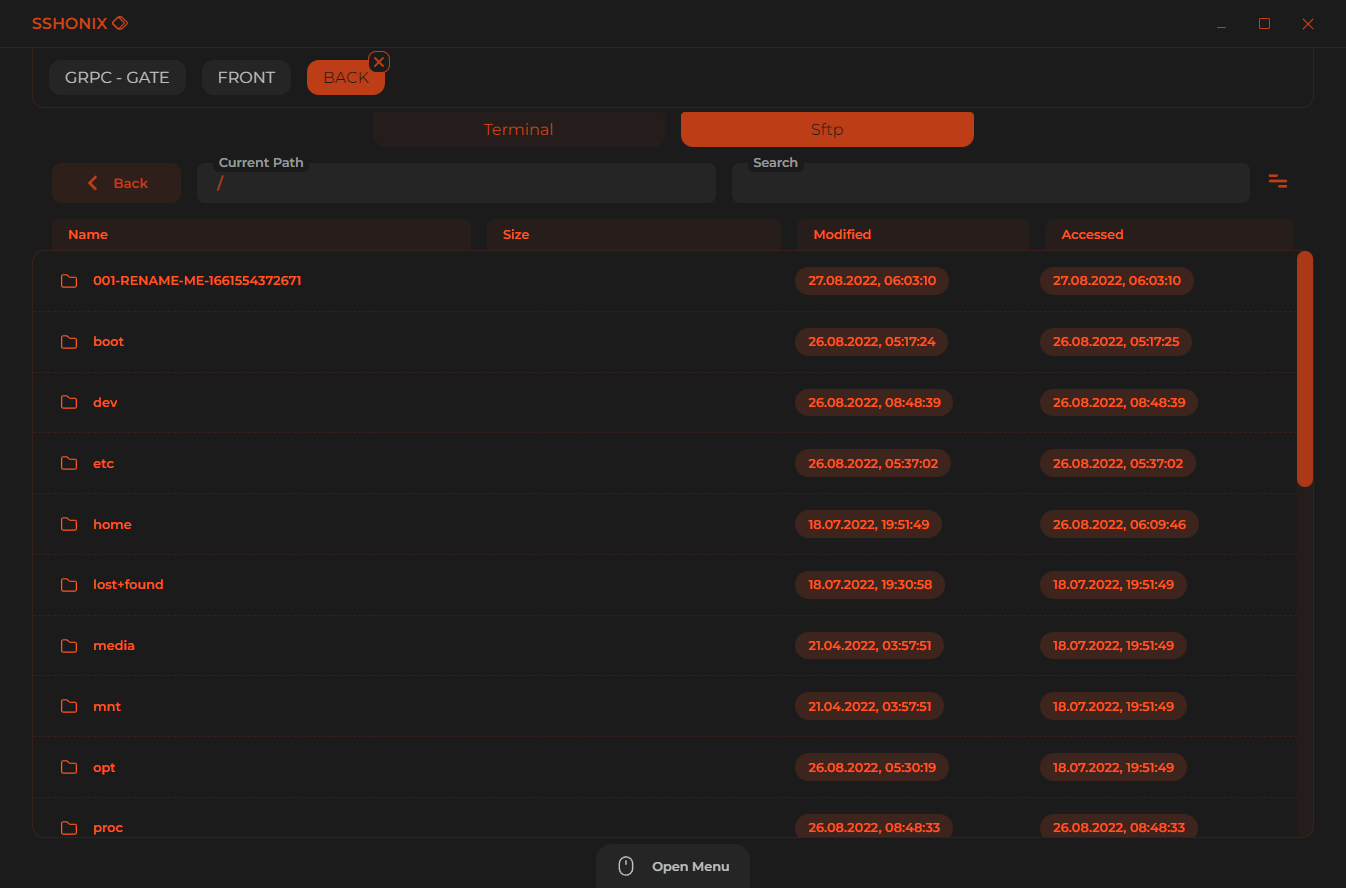 SSHONIX
GRPC - GATE FRONT BACK
Terminal Sftp
Current Path Search
Back /
Name Size Modified Accessed
001-RENAME-ME-1661554372671 27.08.2022, 06:03:10 27.08.2022, 06:03:10
boot 26.08.2022, 05:17:24 26.08.2022, 05:17:25
dev 26.08.2022, 08:48:39 26.08.2022, 08:48:39
etc 26.08.2022, 05:37:02 26.08.2022, 05:37:02
home 18.07.2022, 19:51:49 26.08.2022, 06:09:46
lost+found 18.07.2022, 19:30:58 18.07.2022, 19:51:49
media 21.04.2022, 03:57:51 18.07.2022, 19:51:49
mnt 21.04.2022, 03:57:51 18.07.2022, 19:51:49
opt 26.08.2022, 05:30:19 18.07.2022, 19:51:49
proc 26.08.2022, 08:48:33 26.08.2022, 08:48:33
Open Menu